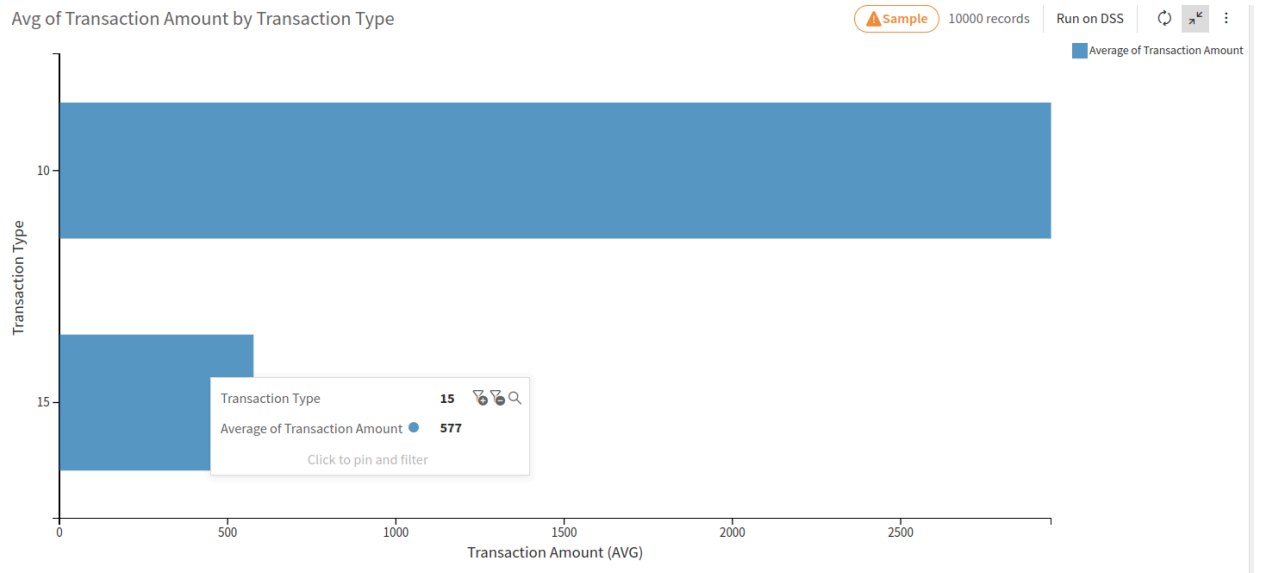 Avg of Transaction Amount by Transaction Type
Sample 10000 records Run on DSS
Average of Transaction Amount
Transaction Type
10
15
Transaction Type 15
Average of Transaction Amount 577
Click to pin and filter
0 500 1000 1500 2000 2500
Transaction Amount (AVG)